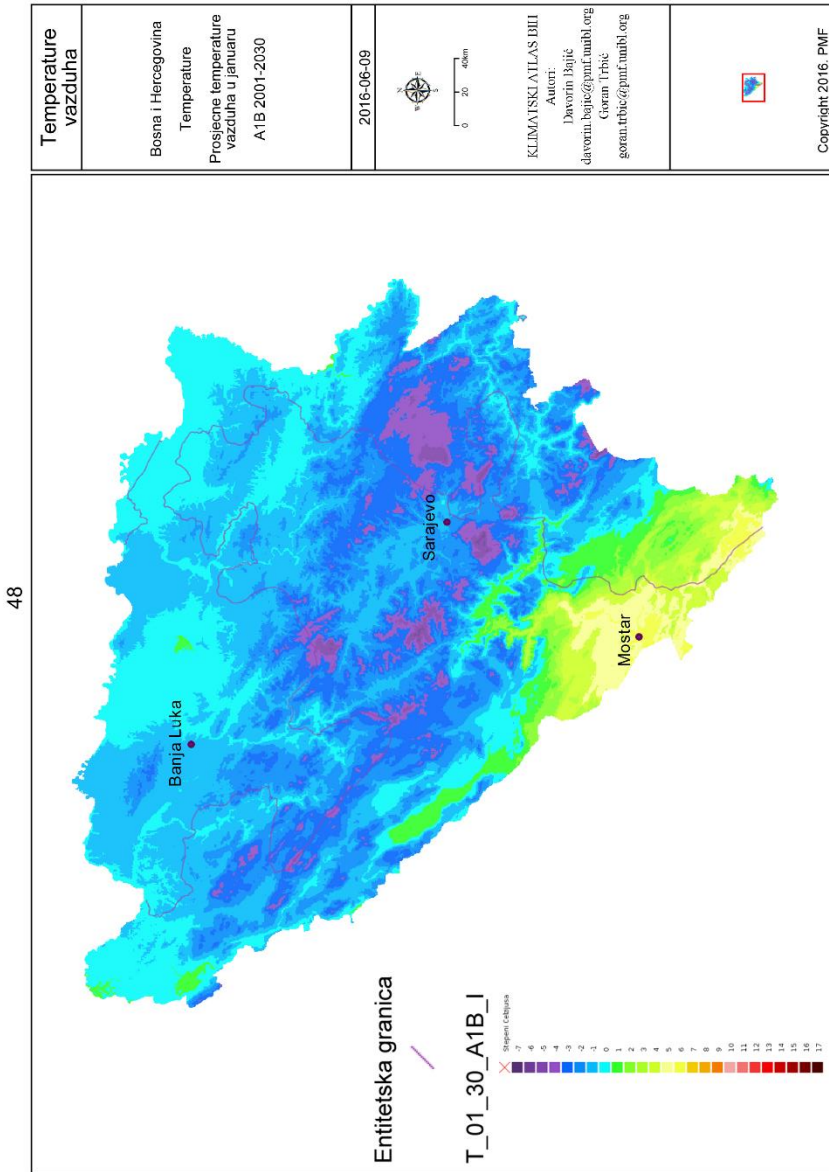 48
Temperature
vazduha
Bosna i Hercegovina
Temperature
Prosjecne temperature
vazduha u januaru
A1B 2001-2030
2016-06-09
N
W E
S
0 20 40km
KLIMATSKI ATLAS BIH
Autori:
Davorin Bajić
davorin.bajic@pmf.unibl.org
Goran Trbić
goran.trbic@pmf.unibl.org
Copyright 2016. PMF
Banja Luka
Sarajevo
Mostar
Entitetska granica
T_01_30_A1B_I
Stepeni Celzijusa
-7
-6
-5
-4
-3
-2
-1
0
1
2
3
4
5
6
7
8
9
10
11
12
13
14
15
16
17